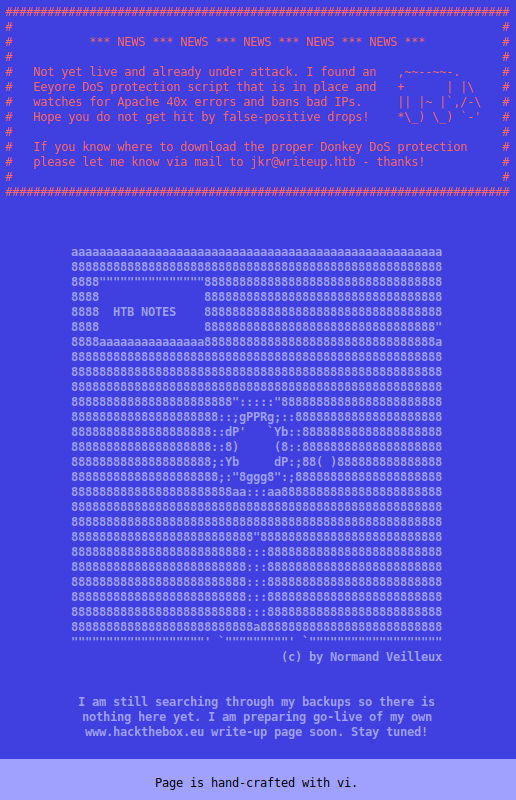 *** NEWS *** NEWS *** NEWS *** NEWS *** NEWS ***
Not yet live and already under attack. I found an
Eeyore DoS protection script that is in place and
watches for Apache 40x errors and bans bad IPs.
Hope you do not get hit by false-positive drops!
If you know where to download the proper Donkey DoS protection
please let me know via mail to jkr@writeup.htb - thanks!
HTB NOTES
(c) by Normand Veilleux
I am still searching through my backups so there is
nothing here yet. I am preparing go-live of my own
www.hackthebox.eu write-up page soon. Stay tuned!
Page is hand-crafted with vi.